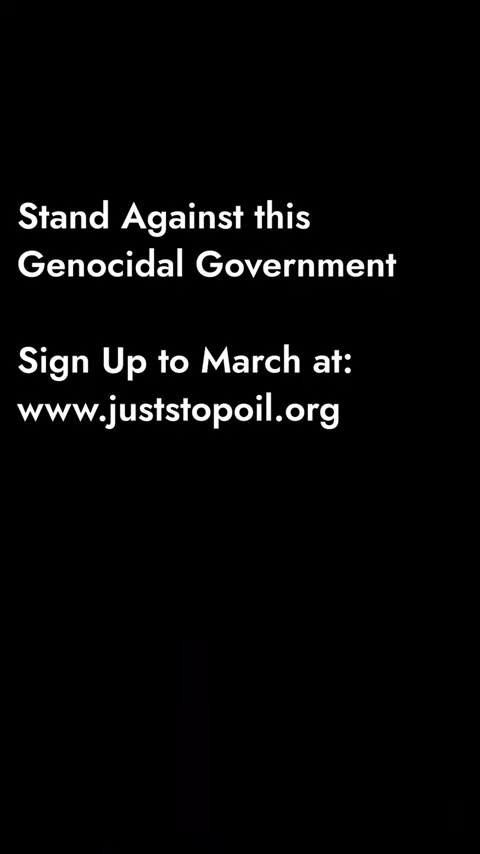 Stand Against this
Genocidal Government
Sign Up to March at:
www.juststopoil.org